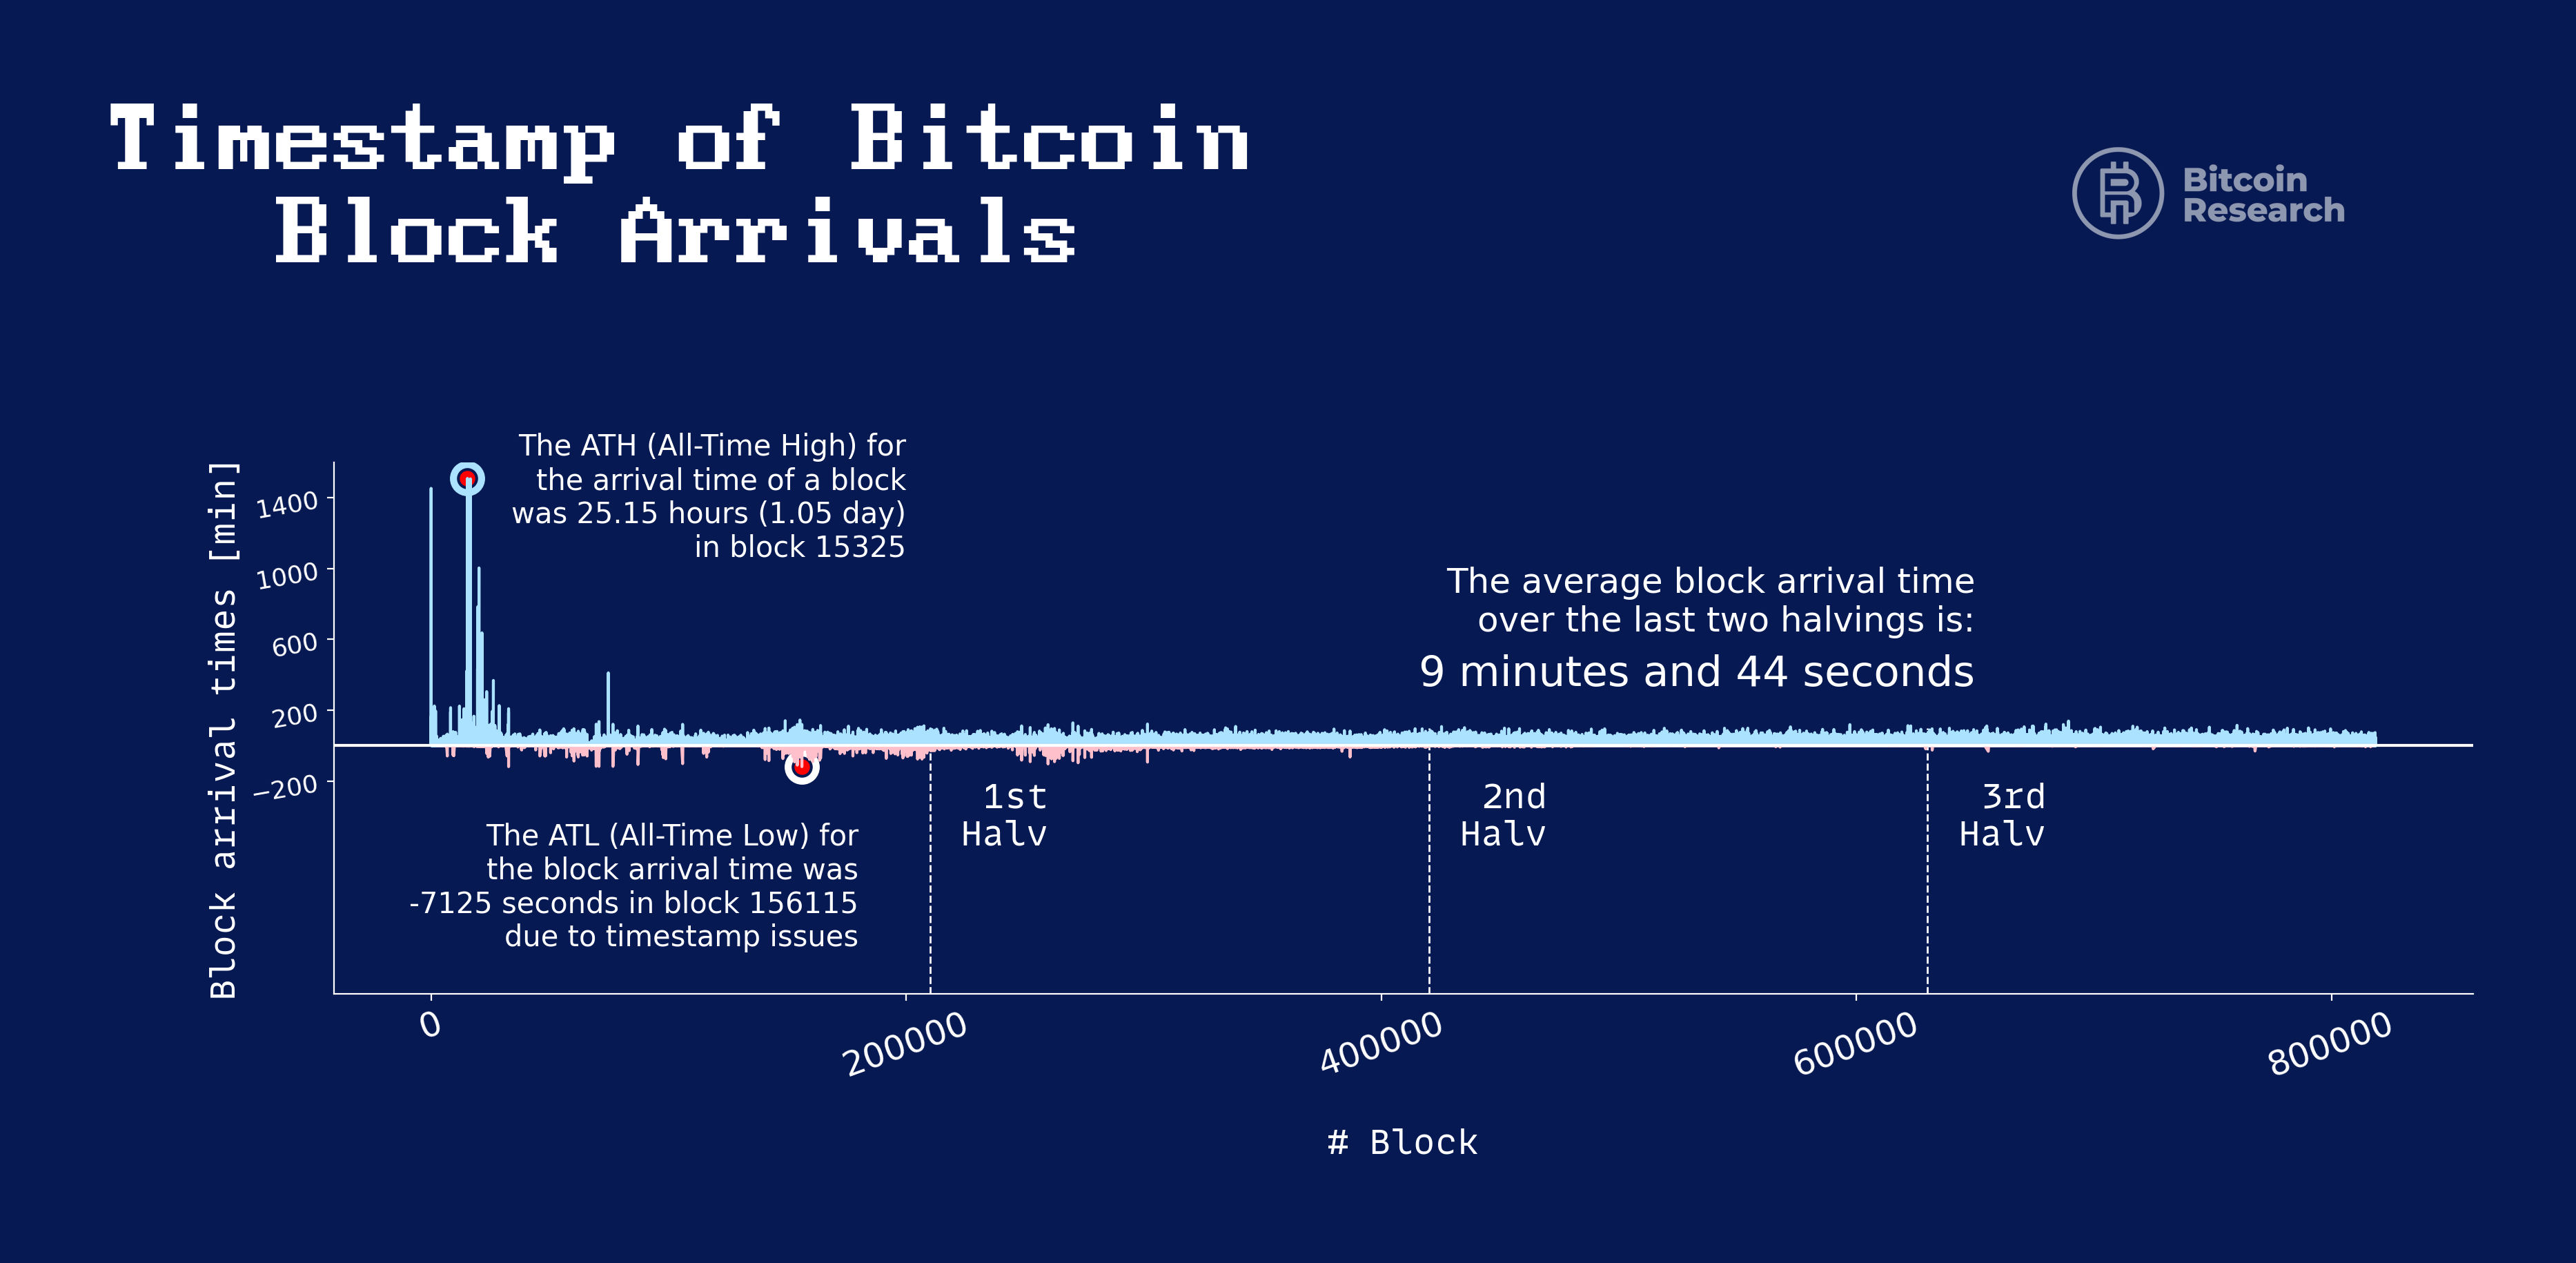 Timestamp of Bitcoin
Block Arrivals
Bitcoin
Research
The ATH (All-Time High) for
the arrival time of a block
was 25.15 hours (1.05 day)
in block 15325
The average block arrival time
over the last two halvings is:
9 minutes and 44 seconds
Block arrival times [min]
1400
1000
600
200
−200
1st
Halv
2nd
Halv
3rd
Halv
The ATL (All-Time Low) for
the block arrival time was
-7125 seconds in block 156115
due to timestamp issues
0
200000
400000
600000
800000
# Block